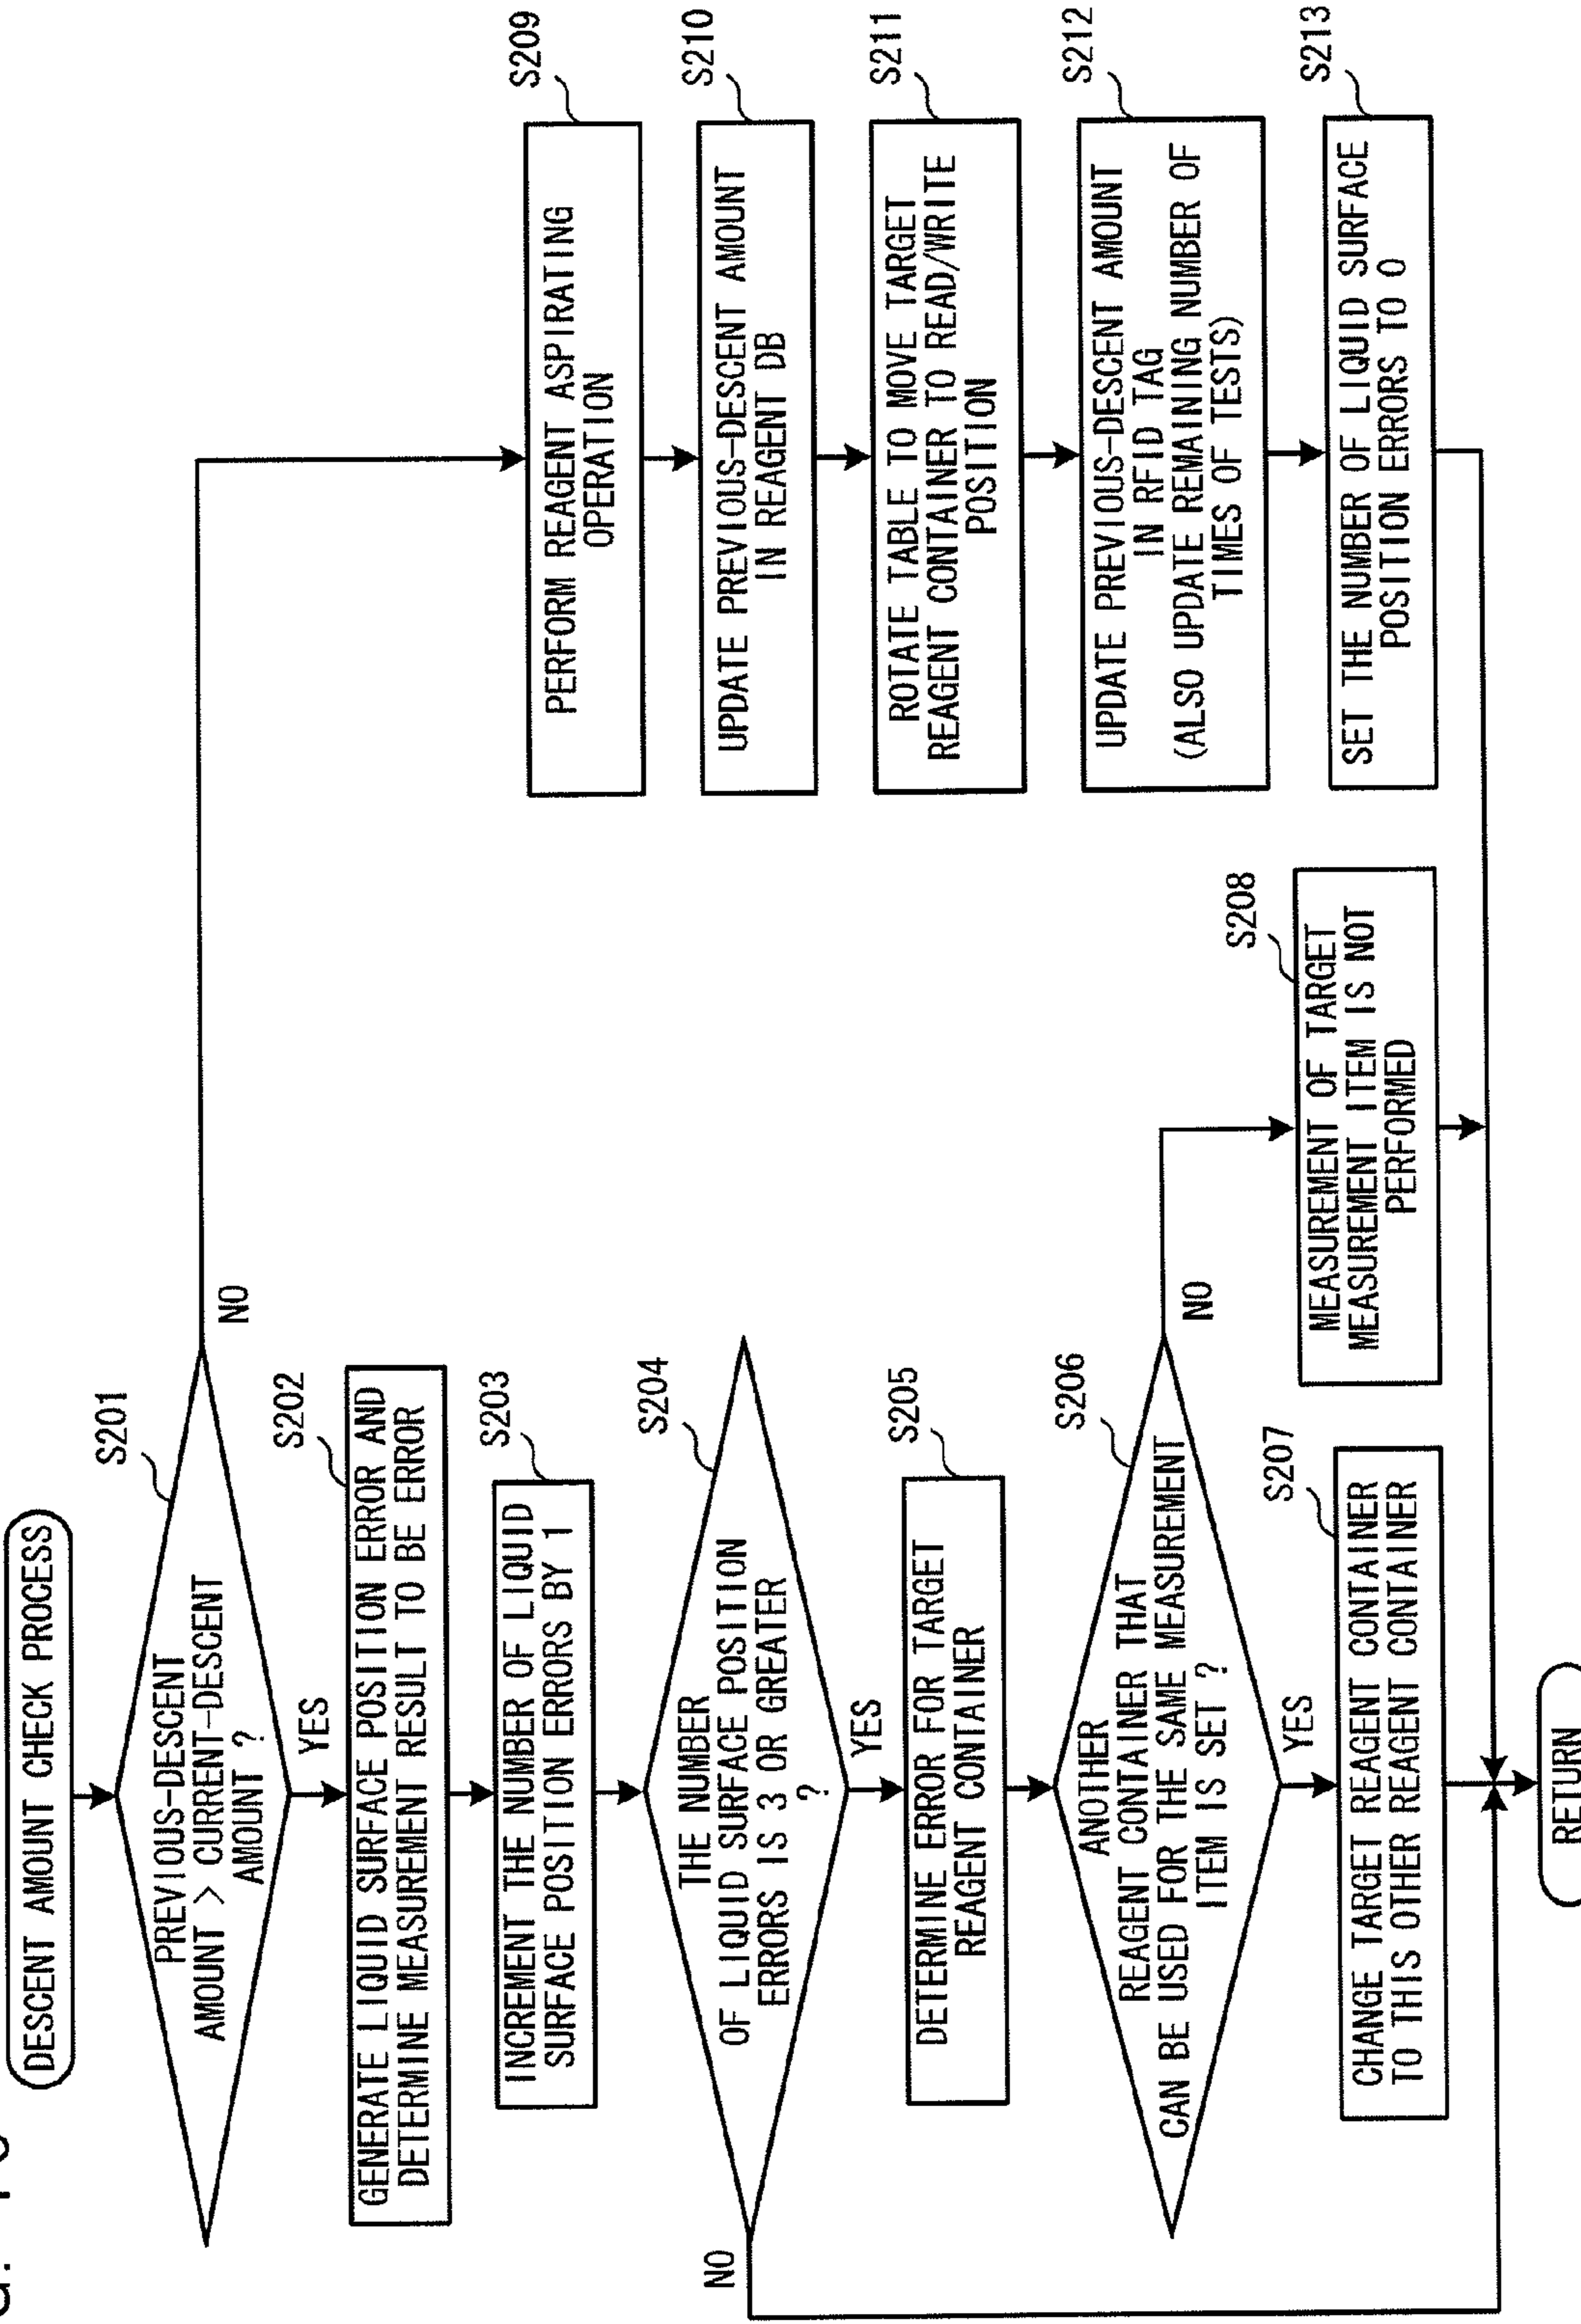 DESCENT AMOUNT CHECK PROCESS
S201
PREVIOUS-DESCENT
AMOUNT > CURRENT-DESCENT
AMOUNT ?
NO
YES
S202
GENERATE LIQUID SURFACE POSITION ERROR AND
DETERMINE MEASUREMENT RESULT TO BE ERROR
S203
INCREMENT THE NUMBER OF LIQUID
SURFACE POSITION ERRORS BY 1
S204
THE NUMBER
OF LIQUID SURFACE POSITION
ERRORS IS 3 OR GREATER
?
NO
YES
S205
DETERMINE ERROR FOR TARGET
REAGENT CONTAINER
S206
ANOTHER
REAGENT CONTAINER THAT
CAN BE USED FOR THE SAME MEASUREMENT
ITEM IS SET ?
NO
YES
S207
CHANGE TARGET REAGENT CONTAINER
TO THIS OTHER REAGENT CONTAINER
S208
MEASUREMENT OF TARGET
MEASUREMENT ITEM IS NOT
PERFORMED
S209
PERFORM REAGENT ASPIRATING
OPERATION
S210
UPDATE PREVIOUS-DESCENT AMOUNT
IN REAGENT DB
S211
ROTATE TABLE TO MOVE TARGET
REAGENT CONTAINER TO READ/WRITE
POSITION
S212
UPDATE PREVIOUS-DESCENT AMOUNT
IN RFID TAG
(ALSO UPDATE REMAINING NUMBER OF
TIMES OF TESTS)
S213
SET THE NUMBER OF LIQUID SURFACE
POSITION ERRORS TO 0
RETURN